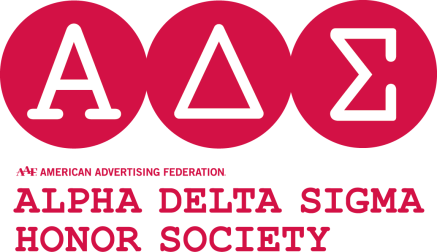 ΑΔΣ
AAF AMERICAN ADVERTISING FEDERATION
ALPHA DELTA SIGMA
HONOR SOCIETY